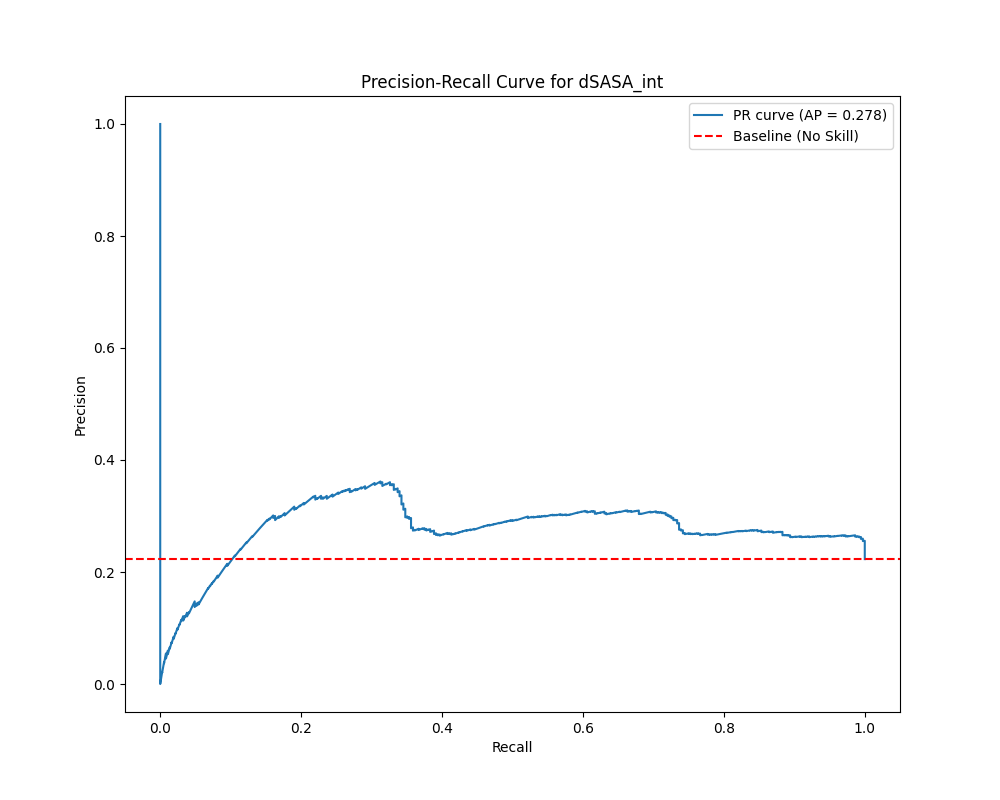 Precision-Recall Curve for dSASA_int
PR curve (AP = 0.278)
Baseline (No Skill)
1.0
0.8
0.6
0.4
0.2
0.0
Precision
0.0 0.2 0.4 0.6 0.8 1.0
Recall